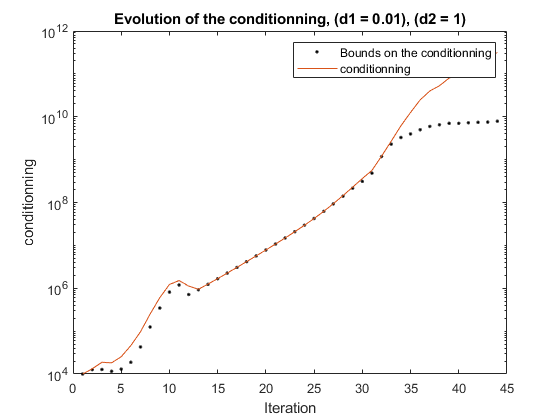 Evolution of the conditionning, (d1 = 0.01), (d2 = 1)
Bounds on the conditionning
conditionning
10^12
10^10
10^8
10^6
10^4
conditionning
0 5 10 15 20 25 30 35 40 45
Iteration